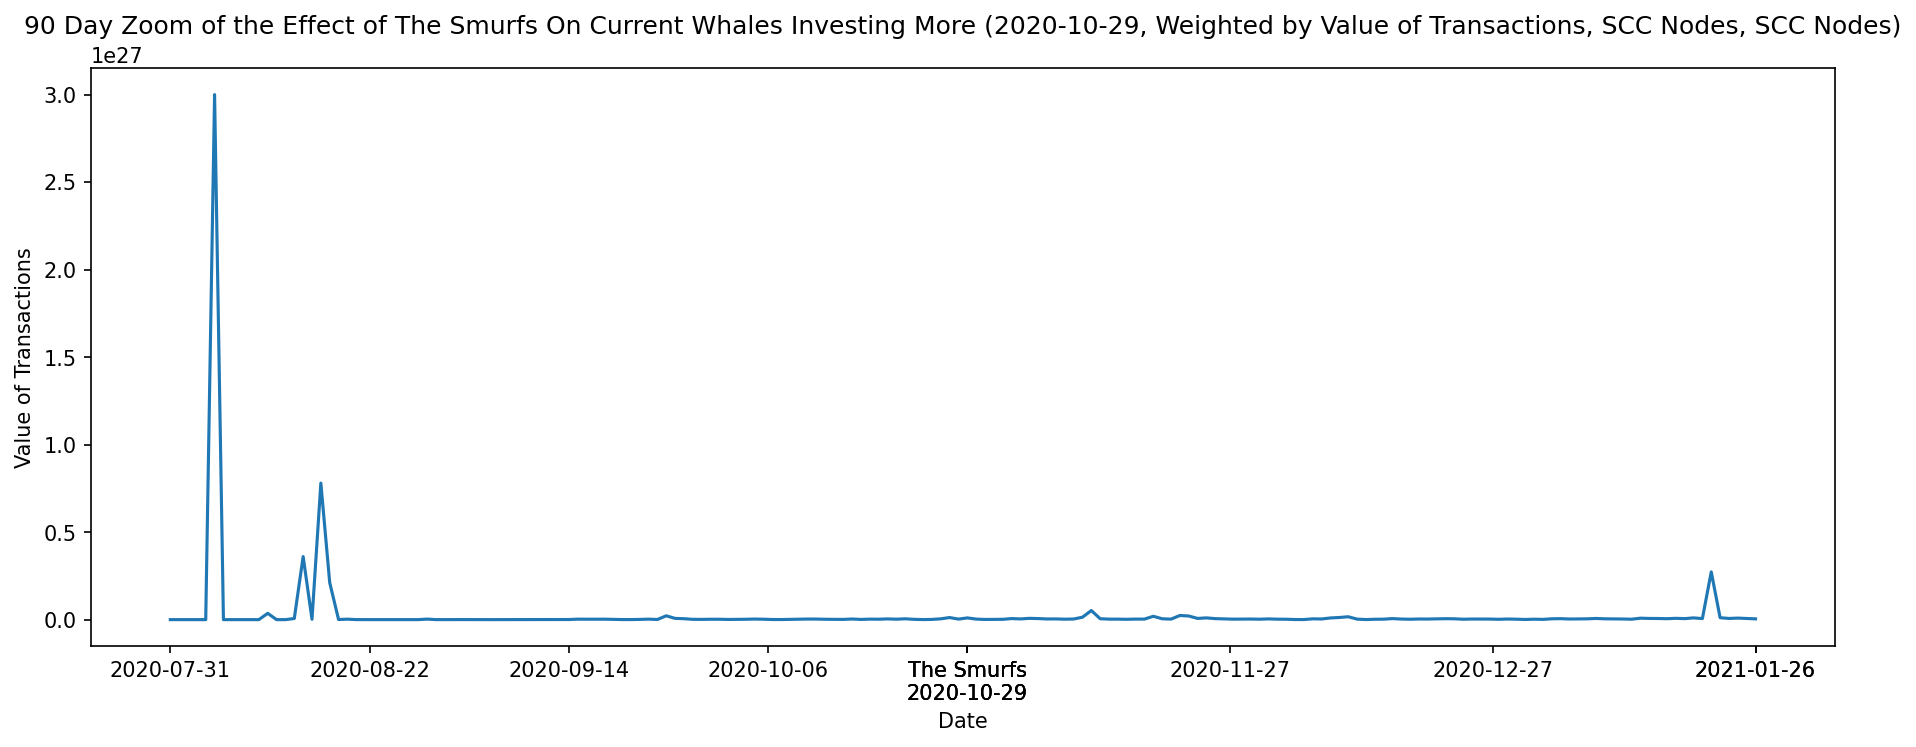 90 Day Zoom of the Effect of The Smurfs On Current Whales Investing More (2020-10-29, Weighted by Value of Transactions, SCC Nodes, SCC Nodes)
1e27
3.0
2.5
2.0
1.5
1.0
0.5
0.0
Value of Transactions
2020-07-31 2020-08-22 2020-09-14 2020-10-06 The Smurfs 2020-11-27 2020-12-27 2021-01-26
2020-10-29
Date